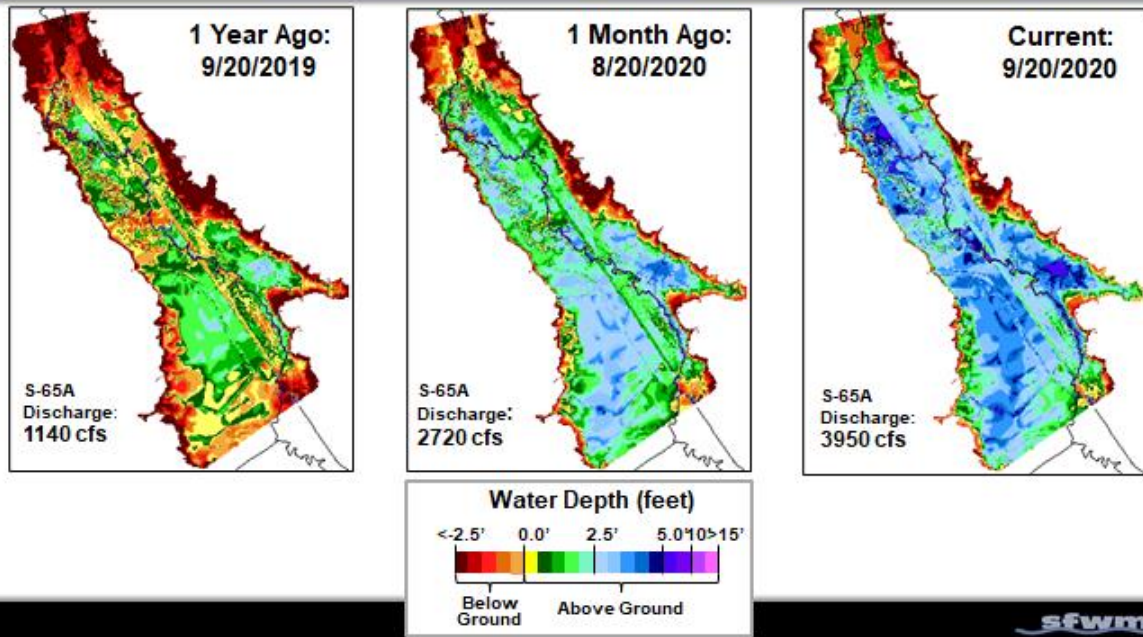 1 Year Ago:
9/20/2019
S-65A
Discharge:
1140 cfs
1 Month Ago:
8/20/2020
S-65A
Discharge:
2720 cfs
Current:
9/20/2020
S-65A
Discharge:
3950 cfs
Water Depth (feet)
<-2.5' 0.0' 2.5' 5.0' 10 >15'
Below
Ground
Above Ground
sfwm